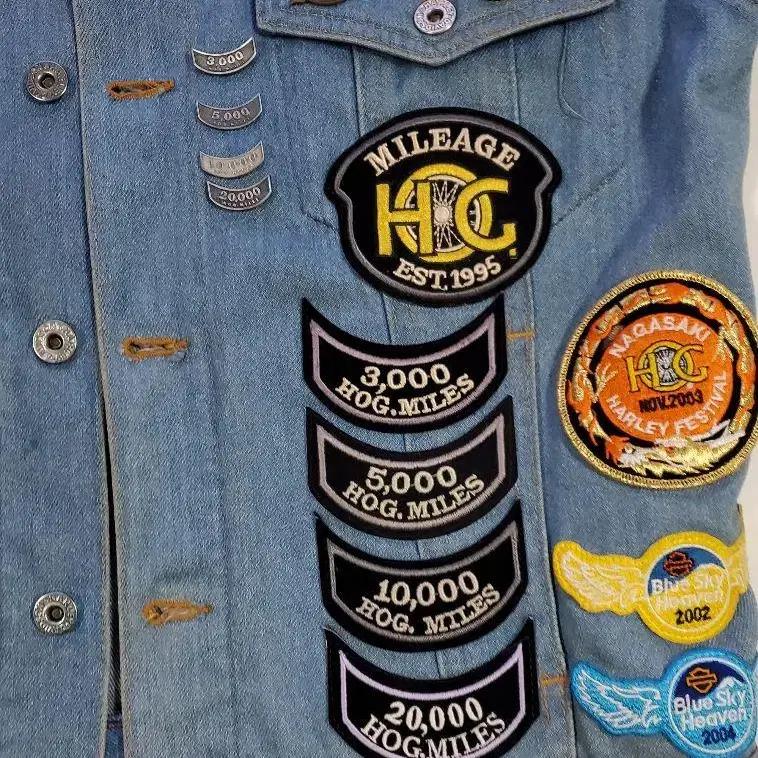 3,000
5,000
10,000
20,000
MILEAGE
HOG
EST. 1995
3,000
HOG. MILES
5,000
HOG. MILES
10,000
HOG. MILES
20,000
HOG. MILES
NAGASAKI
HOG
NOV.2003
HARLEY FESTIVAL
Blue Sky
Heaven
2002
Blue Sky
Heaven
2004